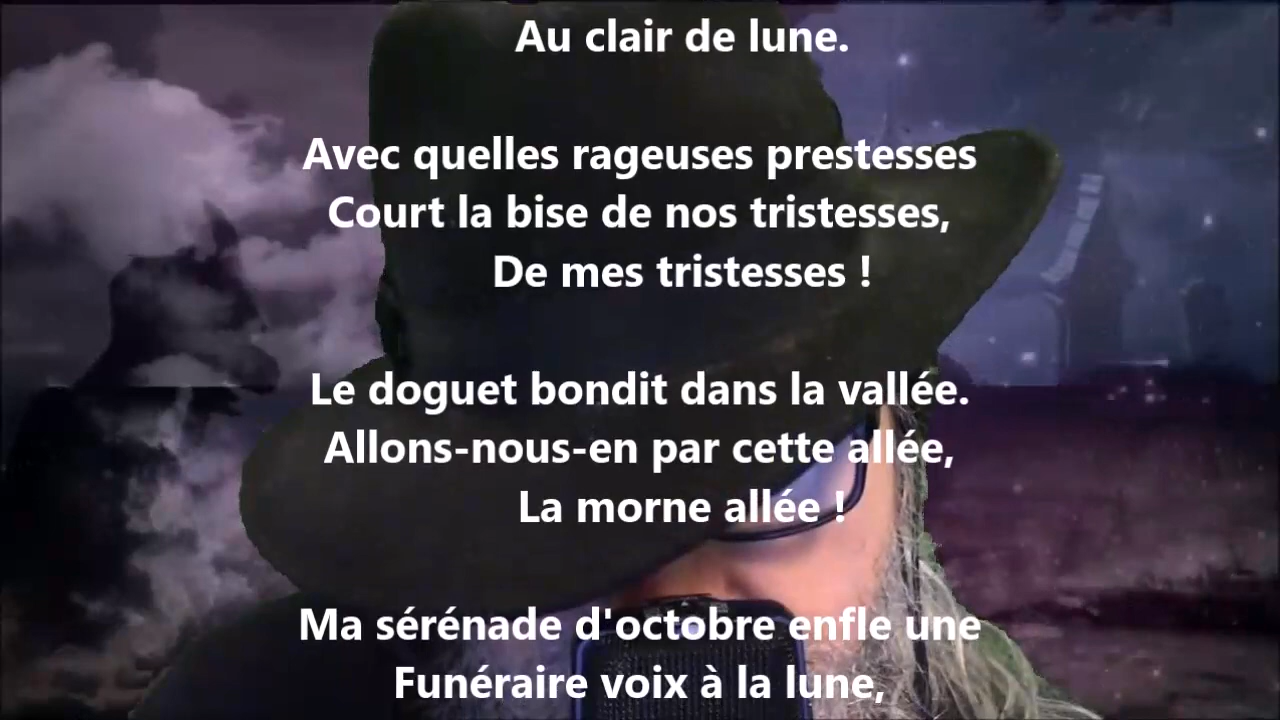 Au clair de lune.
Avec quelles rageuses prestesses
Court la bise de nos tristesses,
De mes tristesses !
Le doguet bondit dans la vallée.
Allons-nous-en par cette allée,
La morne allée !
Ma sérénade d'octobre enfle une
Funéraire voix à la lune,